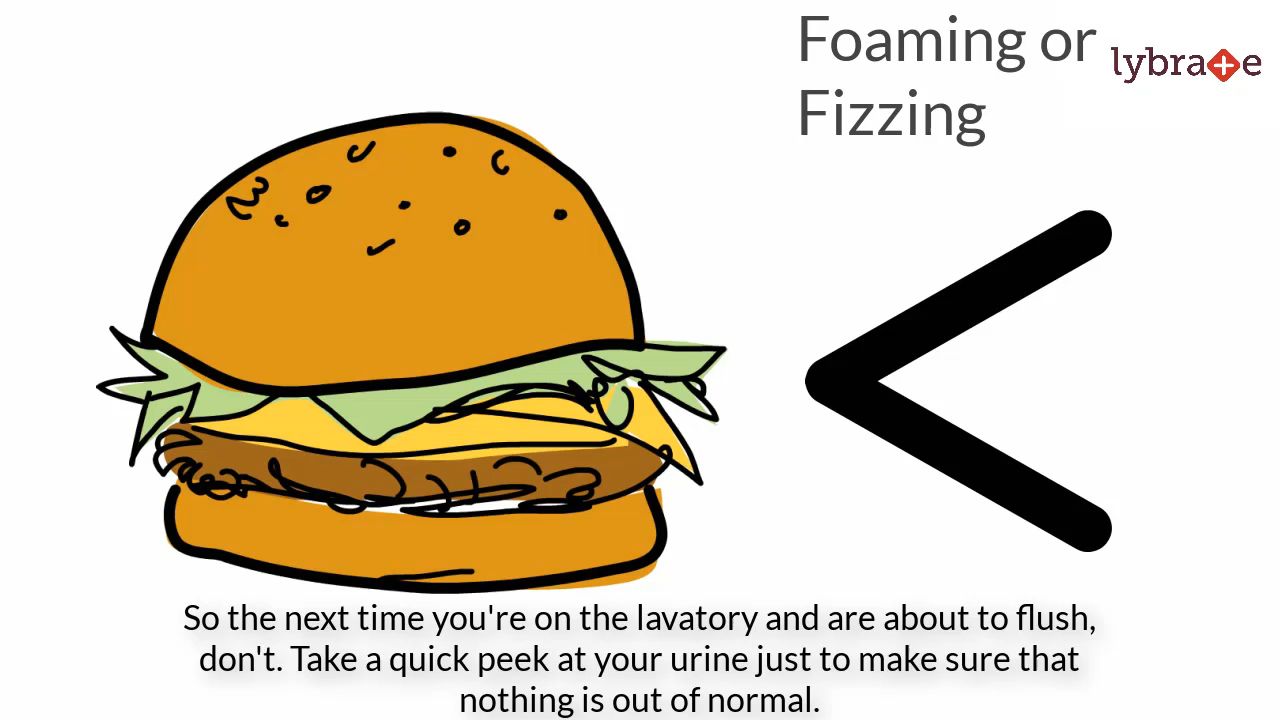 Foaming or
Fizzing
lybrate
So the next time you're on the lavatory and are about to flush,
don't. Take a quick peek at your urine just to make sure that
nothing is out of normal.